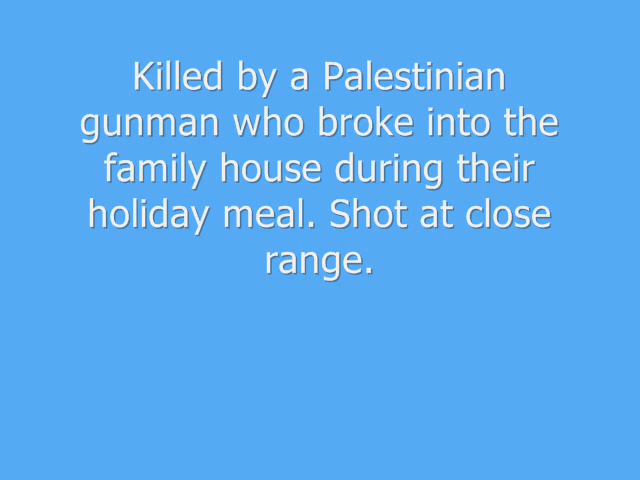 Killed by a Palestinian
gunman who broke into the
family house during their
holiday meal. Shot at close
range.